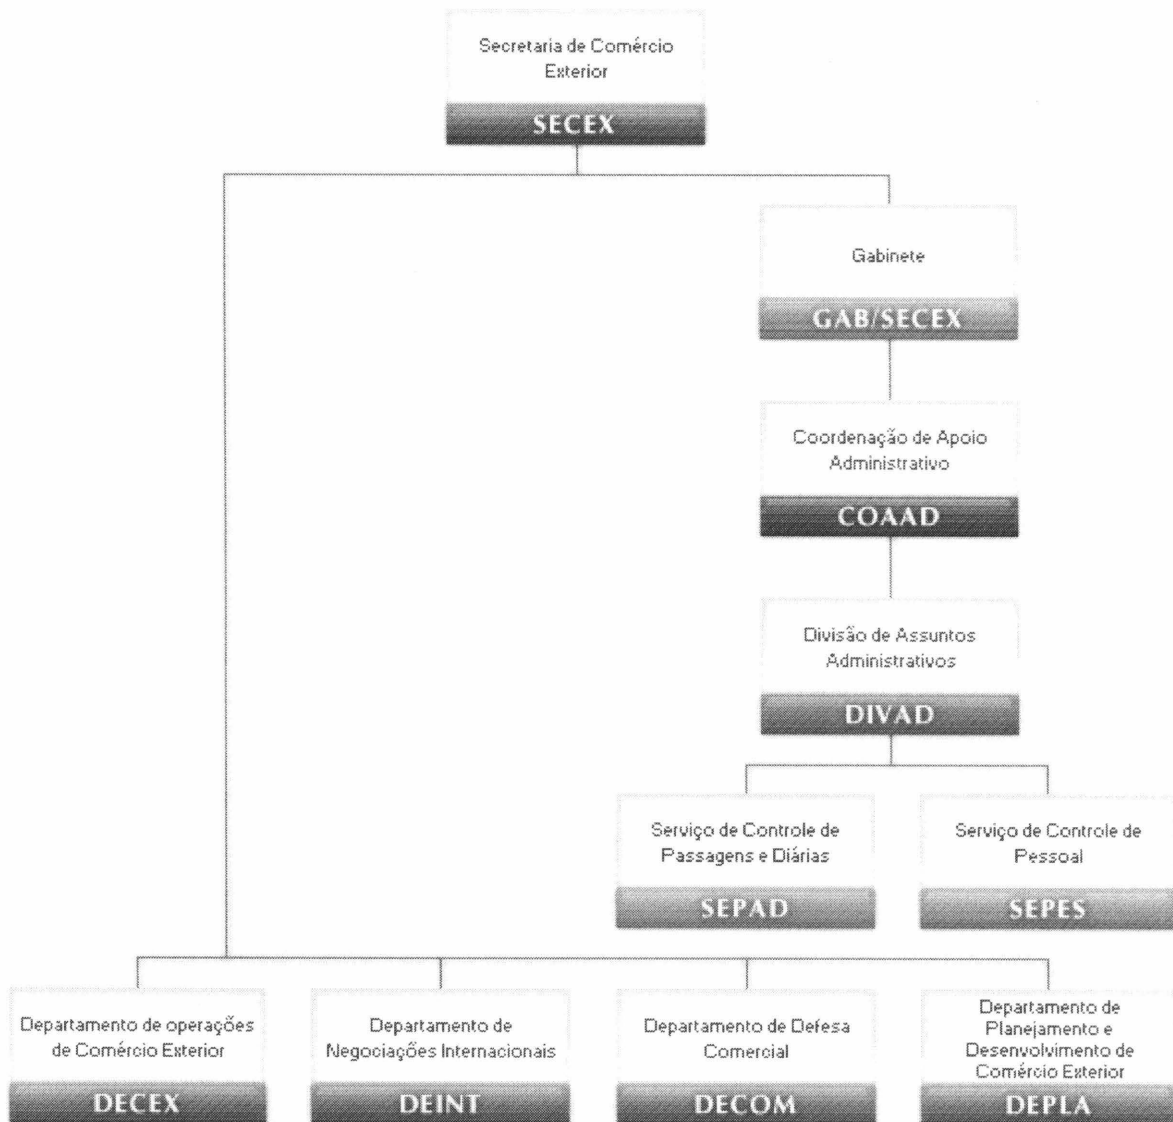 Secretaria de Comércio
Exterior
SECEX
Gabinete
GAB/SECEX
Coordenação de Apoio
Administrativo
COAAD
Divisão de Assuntos
Administrativos
DIVAD
Serviço de Controle de
Passagens e Diárias
SEPAD
Serviço de Controle de
Pessoal
SEPES
Departamento de operações
de Comércio Exterior
DECEX
Departamento de
Negociações Internacionais
DEINT
Departamento de Defesa
Comercial
DECOM
Departamento de
Planejamento e
Desenvolvimento de
Comércio Exterior
DEPLA